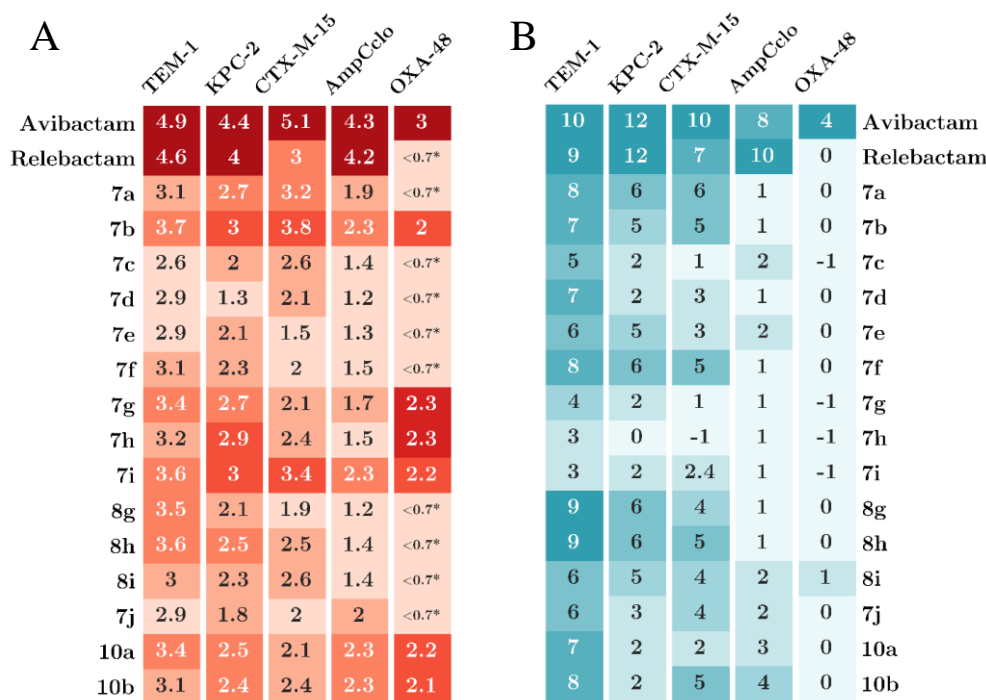 A B
TEM-1 KPC-2 CTX-M-15 AmpCclo OXA-48 TEM-1 KPC-2 CTX-M-15 AmpCclo OXA-48
Avibactam 4.9 4.4 5.1 4.3 3 10 12 10 8 4 Avibactam
Relebactam 4.6 4 3 4.2 <0.7* 9 12 7 10 0 Relebactam
7a 3.1 2.7 3.2 1.9 <0.7* 8 6 6 1 0 7a
7b 3.7 3 3.8 2.3 2 7 5 5 1 0 7b
7c 2.6 2 2.6 1.4 <0.7* 5 2 1 2 -1 7c
7d 2.9 1.3 2.1 1.2 <0.7* 7 2 3 1 0 7d
7e 2.9 2.1 1.5 1.3 <0.7* 6 5 3 2 0 7e
7f 3.1 2.3 2 1.5 <0.7* 8 6 5 1 0 7f
7g 3.4 2.7 2.1 1.7 2.3 4 2 1 1 -1 7g
7h 3.2 2.9 2.4 1.5 2.3 3 0 -1 1 -1 7h
7i 3.6 3 3.4 2.3 2.2 3 2 2.4 1 -1 7i
8g 3.5 2.1 1.9 1.2 <0.7* 9 6 4 1 0 8g
8h 3.6 2.5 2.5 1.4 <0.7* 9 6 5 1 0 8h
8i 3 2.3 2.6 1.4 <0.7* 6 5 4 2 1 8i
7j 2.9 1.8 2 2 <0.7* 6 3 4 2 0 7j
10a 3.4 2.5 2.1 2.3 2.2 7 2 2 3 0 10a
10b 3.1 2.4 2.4 2.3 2.1 8 2 5 4 0 10b